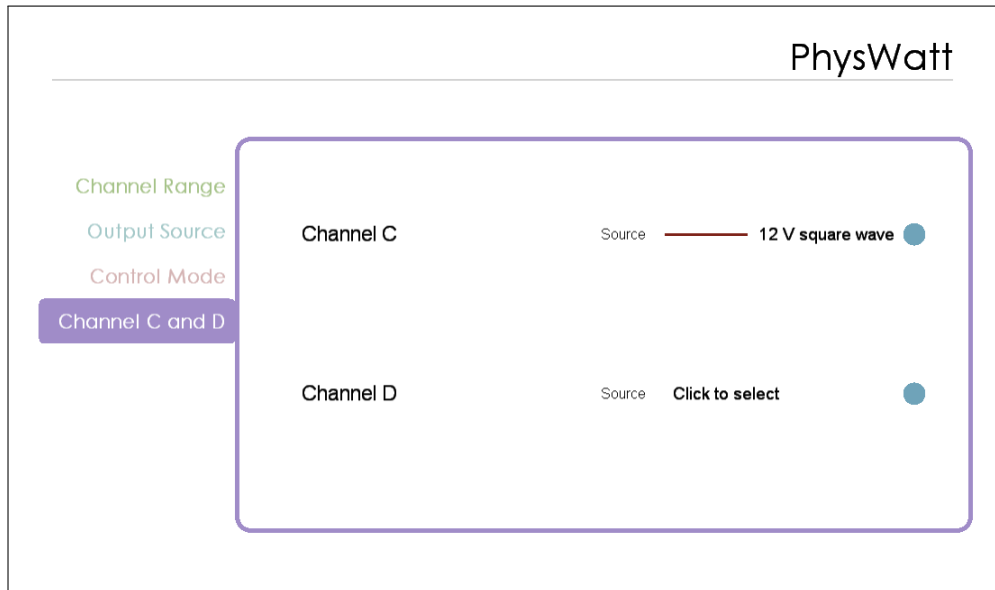 PhysWatt
Channel Range
Output Source
Control Mode
Channel C and D
Channel C Source 12 V square wave
Channel D Source Click to select